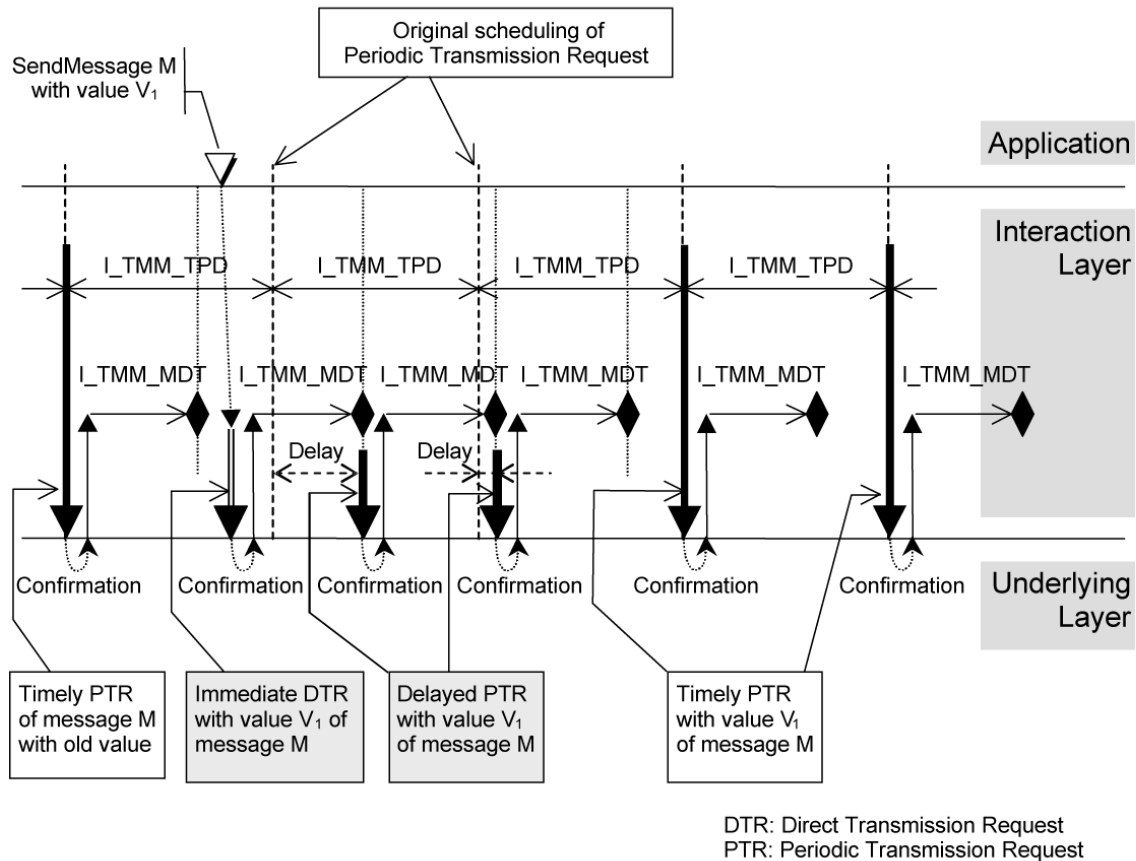 Original scheduling of
Periodic Transmission Request
SendMessage M
with value V₁
Application
Interaction
Layer
I_TMM_TPD
I_TMM_TPD
I_TMM_TPD
I_TMM_TPD
I_TMM_MDT
I_TMM_MDT
I_TMM_MDT
I_TMM_MDT
I_TMM_MDT
I_TMM_MDT
Delay
Delay
Confirmation
Confirmation
Confirmation
Confirmation
Confirmation
Confirmation
Underlying
Layer
Timely PTR
of message M
with old value
Immediate DTR
with value V₁ of
message M
Delayed PTR
with value V₁
of message M
Timely PTR
with value V₁
of message M
DTR: Direct Transmission Request
PTR: Periodic Transmission Request